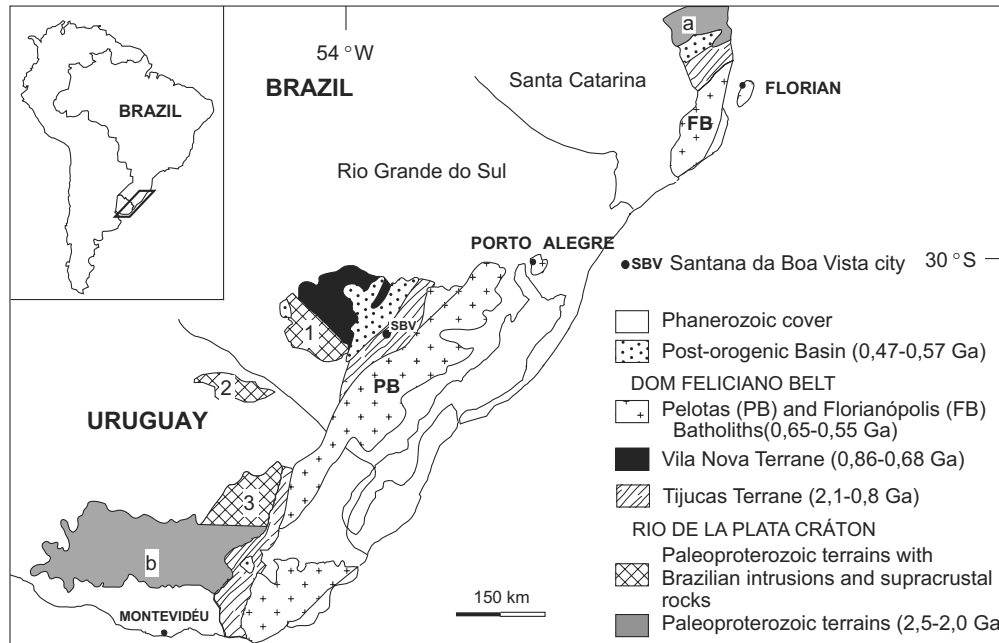 BRAZIL
54 °W
BRAZIL
a
Santa Catarina
FLORIAN
FB
Rio Grande do Sul
PORTO ALEGRE
SBV Santana da Boa Vista city
30 °S
1
SBV
PB
2
URUGUAY
3
b
MONTEVIDÉU
150 km
Phanerozoic cover
Post-orogenic Basin (0,47-0,57 Ga)
DOM FELICIANO BELT
Pelotas (PB) and Florianópolis (FB)
Batholiths(0,65-0,55 Ga)
Vila Nova Terrane (0,86-0,68 Ga)
Tijucas Terrane (2,1-0,8 Ga)
RIO DE LA PLATA CRÁTON
Paleoproterozoic terrains with
Brazilian intrusions and supracrustal
rocks
Paleoproterozoic terrains (2,5-2,0 Ga